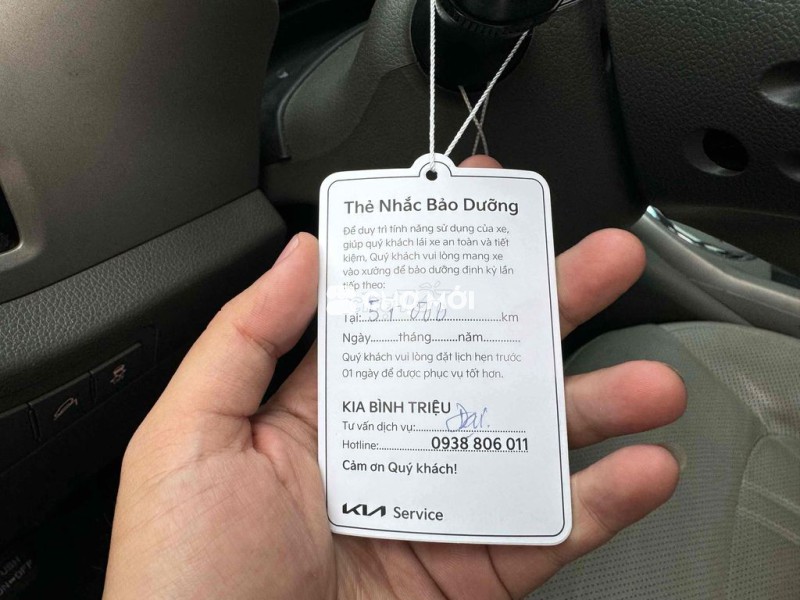 Thẻ Nhắc Bảo Dưỡng
Để duy trì tính năng sử dụng của xe,
giúp quý khách lái xe an toàn và tiết
kiệm, Quý khách vui lòng mang xe
vào xưởng để bảo dưỡng định kỳ lần
tiếp theo:
CHỢ TỐT
Tại:..............................km
Ngày.........tháng.........năm.............
Quý khách vui lòng đặt lịch hẹn trước
01 ngày để được phục vụ tốt hơn.
KIA BÌNH TRIỆU
Tư vấn dịch vụ:..............................
Hotline:..............0938 806 011
Cảm ơn Quý khách!
KIA Service